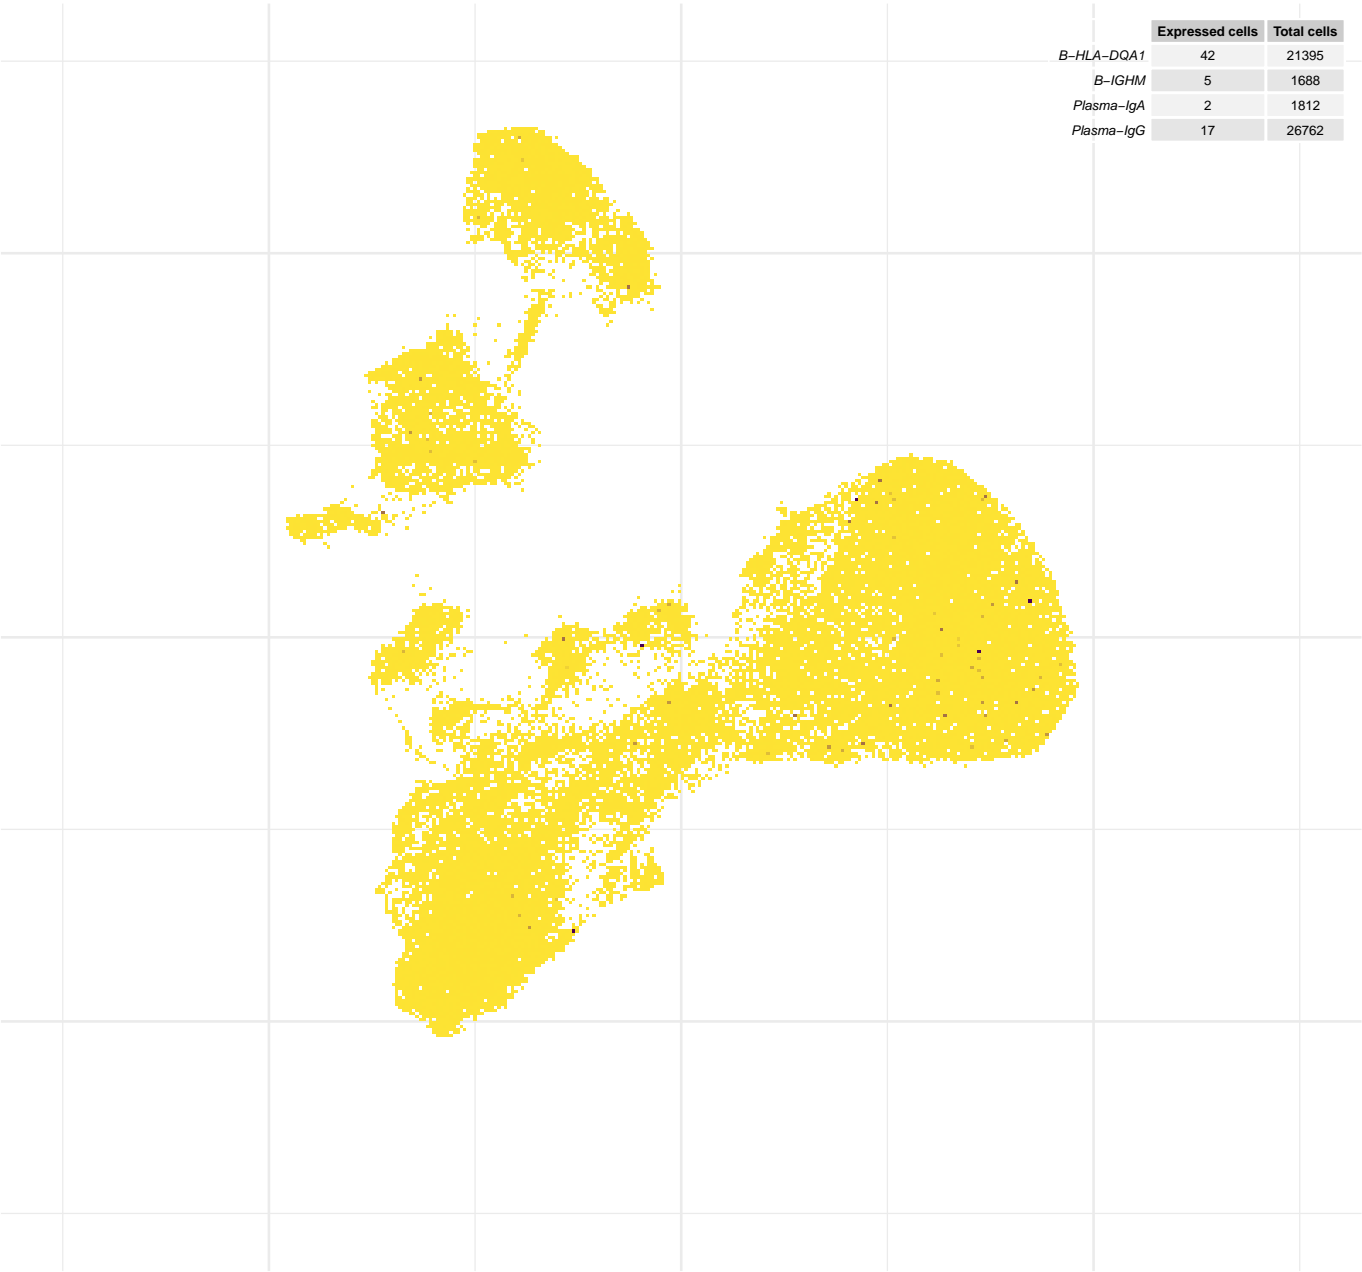 Expressed cells Total cells
B−HLA−DQA1 42 21395
B−IGHM 5 1688
Plasma−IgA 2 1812
Plasma−IgG 17 26762